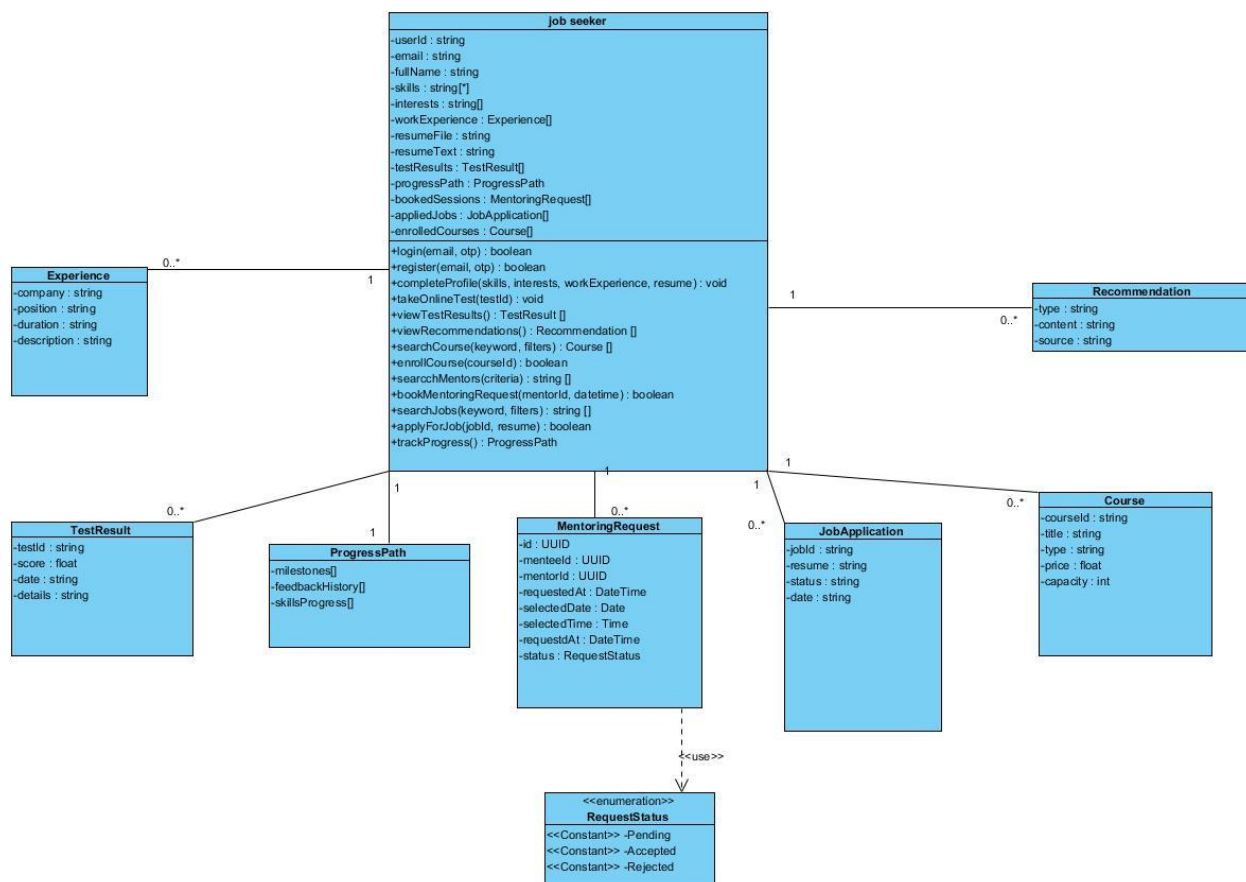 job seeker
-userId : string
-email : string
-fullName : string
-skills : string[*]
-interests : string[]
-workExperience : Experience[]
-resumeFile : string
-resumeText : string
-testResults : TestResult[]
-progressPath : ProgressPath
-bookedSessions : MentoringRequest[]
-appliedJobs : JobApplication[]
-enrolledCourses : Course[]
+login(email, otp) : boolean
+register(email, otp) : boolean
+completeProfile(skills, interests, workExperience, resume) : void
+takeOnlineTest(testId) : void
+viewTestResults() : TestResult []
+viewRecommendations() : Recommendation []
+searchCourse(keyword, filters) : Course []
+enrollCourse(courseId) : boolean
+searcchMentors(criteria) : string []
+bookMentoringRequest(mentorId, datetime) : boolean
+searchJobs(keyword, filters) : string []
+applyForJob(jobId, resume) : boolean
+trackProgress() : ProgressPath
0..*
1
Experience
-company : string
-position : string
-duration : string
-description : string
1
0..*
Recommendation
-type : string
-content : string
-source : string
1
0..*
TestResult
-testId : string
-score : float
-date : string
-details : string
1
1
ProgressPath
-milestones[]
-feedbackHistory[]
-skillsProgress[]
0..*
MentoringRequest
-id : UUID
-menteeId : UUID
-mentorId : UUID
-requestedAt : DateTime
-selectedDate : Date
-selectedTime : Time
-requestdAt : DateTime
-status : RequestStatus
1
0..*
JobApplication
-jobId : string
-resume : string
-status : string
-date : string
1
0..*
Course
-courseId : string
-title : string
-type : string
-price : float
-capacity : int
<<use>>
<<enumeration>>
RequestStatus
<<Constant>> -Pending
<<Constant>> -Accepted
<<Constant>> -Rejected